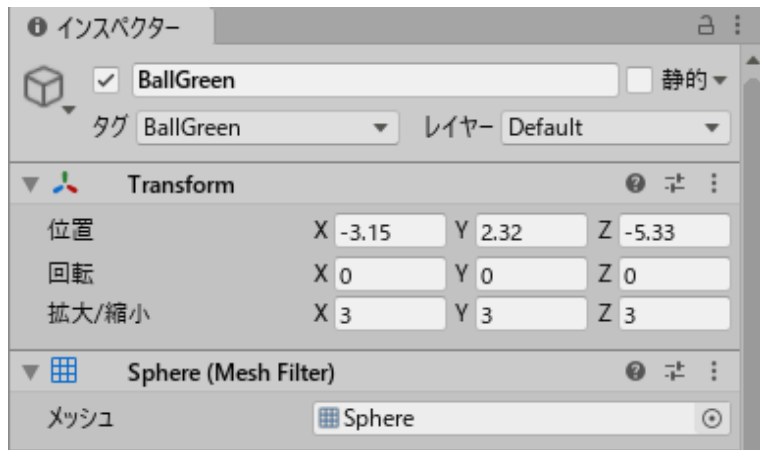 インスペクター
BallGreen 静的
タグ BallGreen レイヤー Default
Transform
位置 X -3.15 Y 2.32 Z -5.33
回転 X 0 Y 0 Z 0
拡大/縮小 X 3 Y 3 Z 3
Sphere (Mesh Filter)
メッシュ Sphere